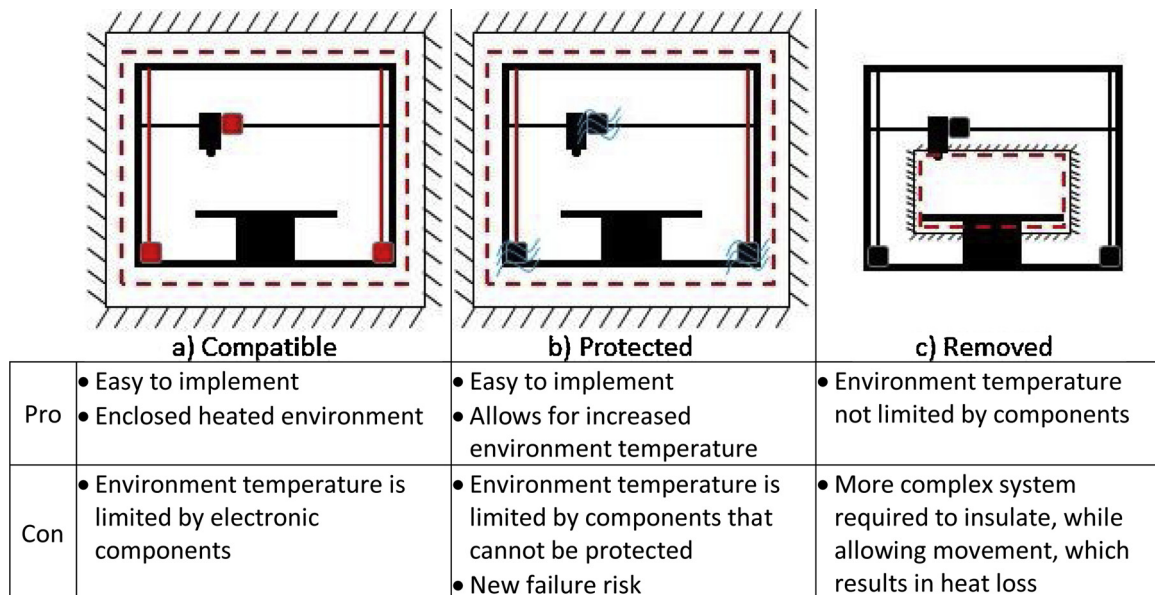 a) Compatible
b) Protected
c) Removed
Pro
• Easy to implement
• Enclosed heated environment
• Easy to implement
• Allows for increased
environment temperature
• Environment temperature
not limited by components
Con
• Environment temperature is
limited by electronic
components
• Environment temperature is
limited by components that
cannot be protected
• New failure risk
• More complex system
required to insulate, while
allowing movement, which
results in heat loss